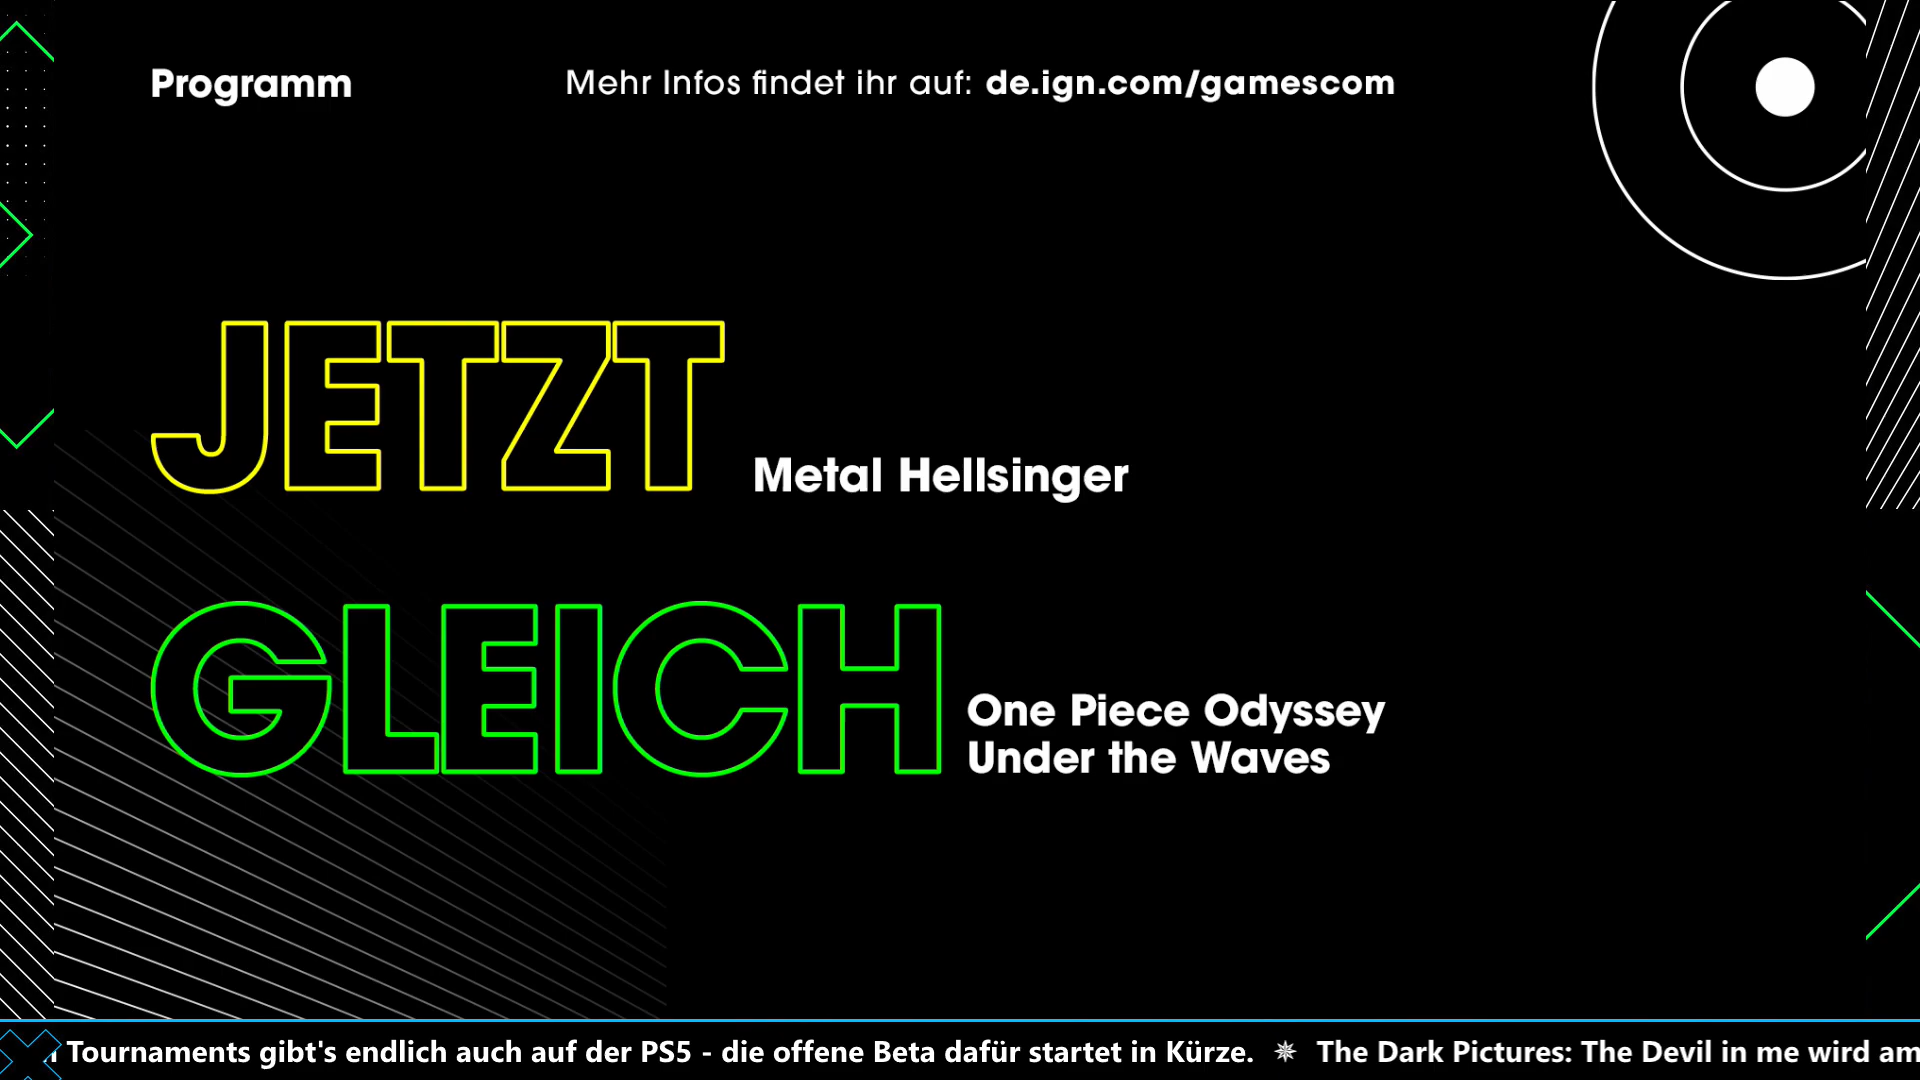 Programm
Mehr Infos findet ihr auf: de.ign.com/gamescom
JETZT Metal Hellsinger
GLEICH One Piece Odyssey
Under the Waves
Tournaments gibt's endlich auch auf der PS5 - die offene Beta dafür startet in Kürze. ✵ The Dark Pictures: The Devil in me wird am